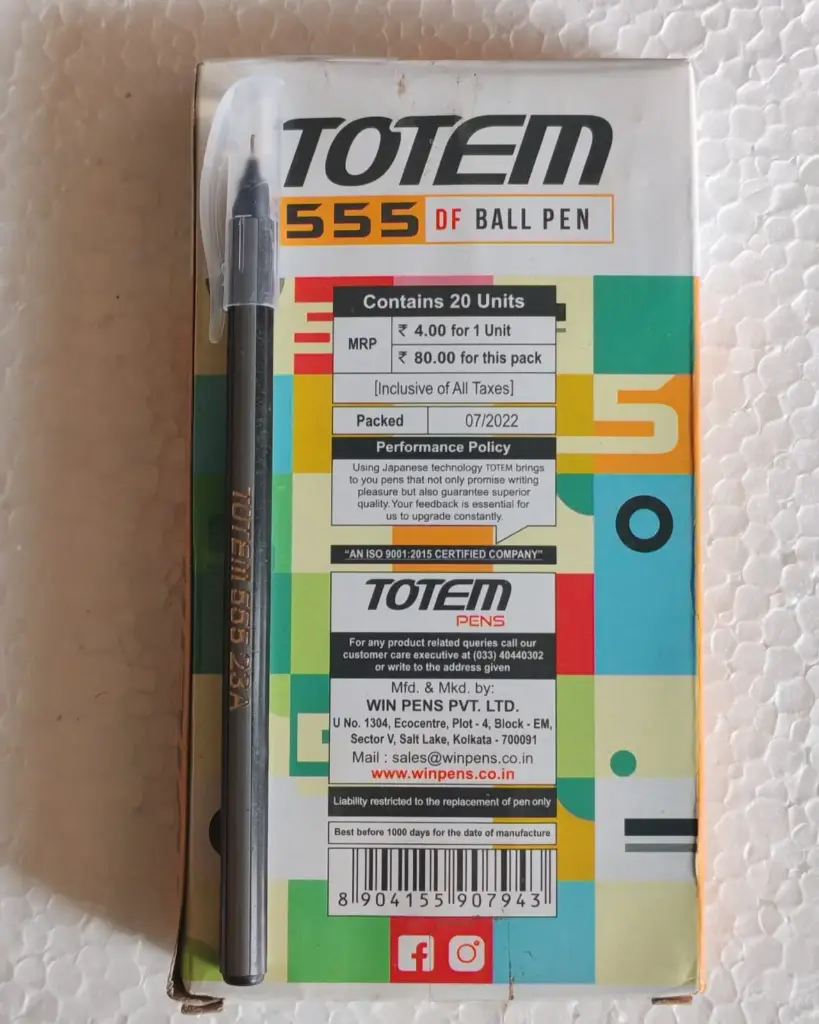 TOTEM
555 DF BALL PEN
Contains 20 Units
MRP
₹ 4.00 for 1 Unit
₹ 80.00 for this pack
[Inclusive of All Taxes]
Packed 07/2022
Performance Policy
Using Japanese technology TOTEM brings
to you pens that not only promise writing
pleasure but also guarantee superior
quality. Your feedback is essential for
us to upgrade constantly
"AN ISO 9001:2015 CERTIFIED COMPANY"
TOTEM
PENS
For any product related queries call our
customer care executive at (033) 40440302
or write to the address given
Mfd. & Mkd. by:
WIN PENS PVT. LTD.
U No. 1304, Ecocentre, Plot - 4, Block - EM,
Sector V, Salt Lake, Kolkata - 700091
Mail : sales@winpens.co.in
www.winpens.co.in
Liability restricted to the replacement of pen only
Best before 1000 days for the date of manufacture
8 904155 907943
TOTEM 555 23A
5